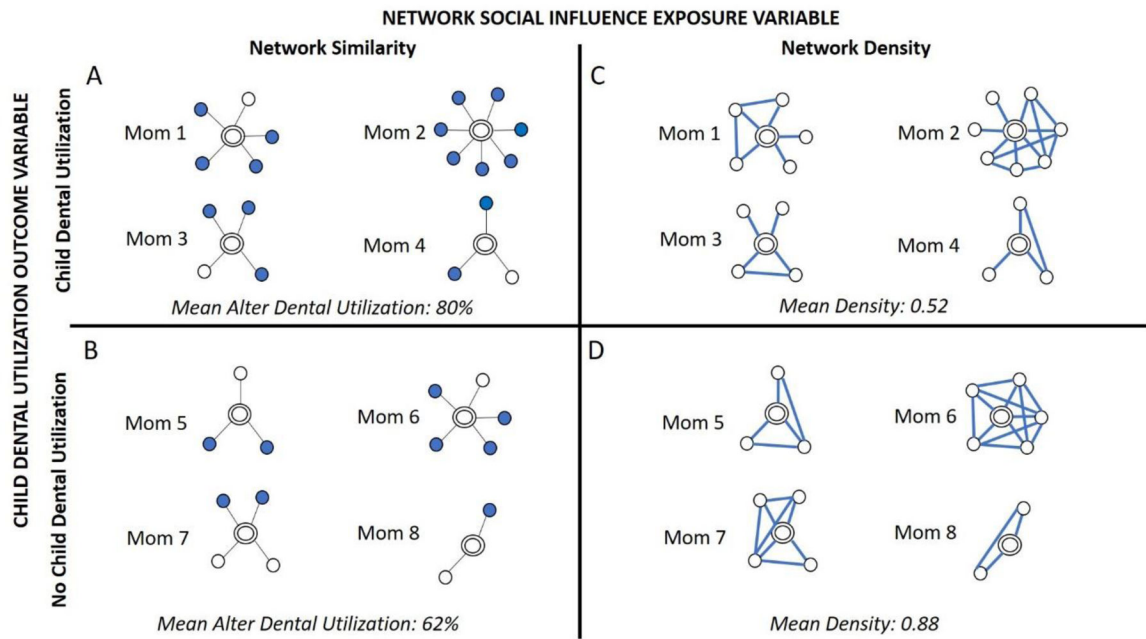 NETWORK SOCIAL INFLUENCE EXPOSURE VARIABLE
Network Similarity
Network Density
CHILD DENTAL UTILIZATION OUTCOME VARIABLE
Child Dental Utilization
A
Mom 1
Mom 2
Mom 3
Mom 4
Mean Alter Dental Utilization: 80%
C
Mom 1
Mom 2
Mom 3
Mom 4
Mean Density: 0.52
No Child Dental Utilization
B
Mom 5
Mom 6
Mom 7
Mom 8
Mean Alter Dental Utilization: 62%
D
Mom 5
Mom 6
Mom 7
Mom 8
Mean Density: 0.88